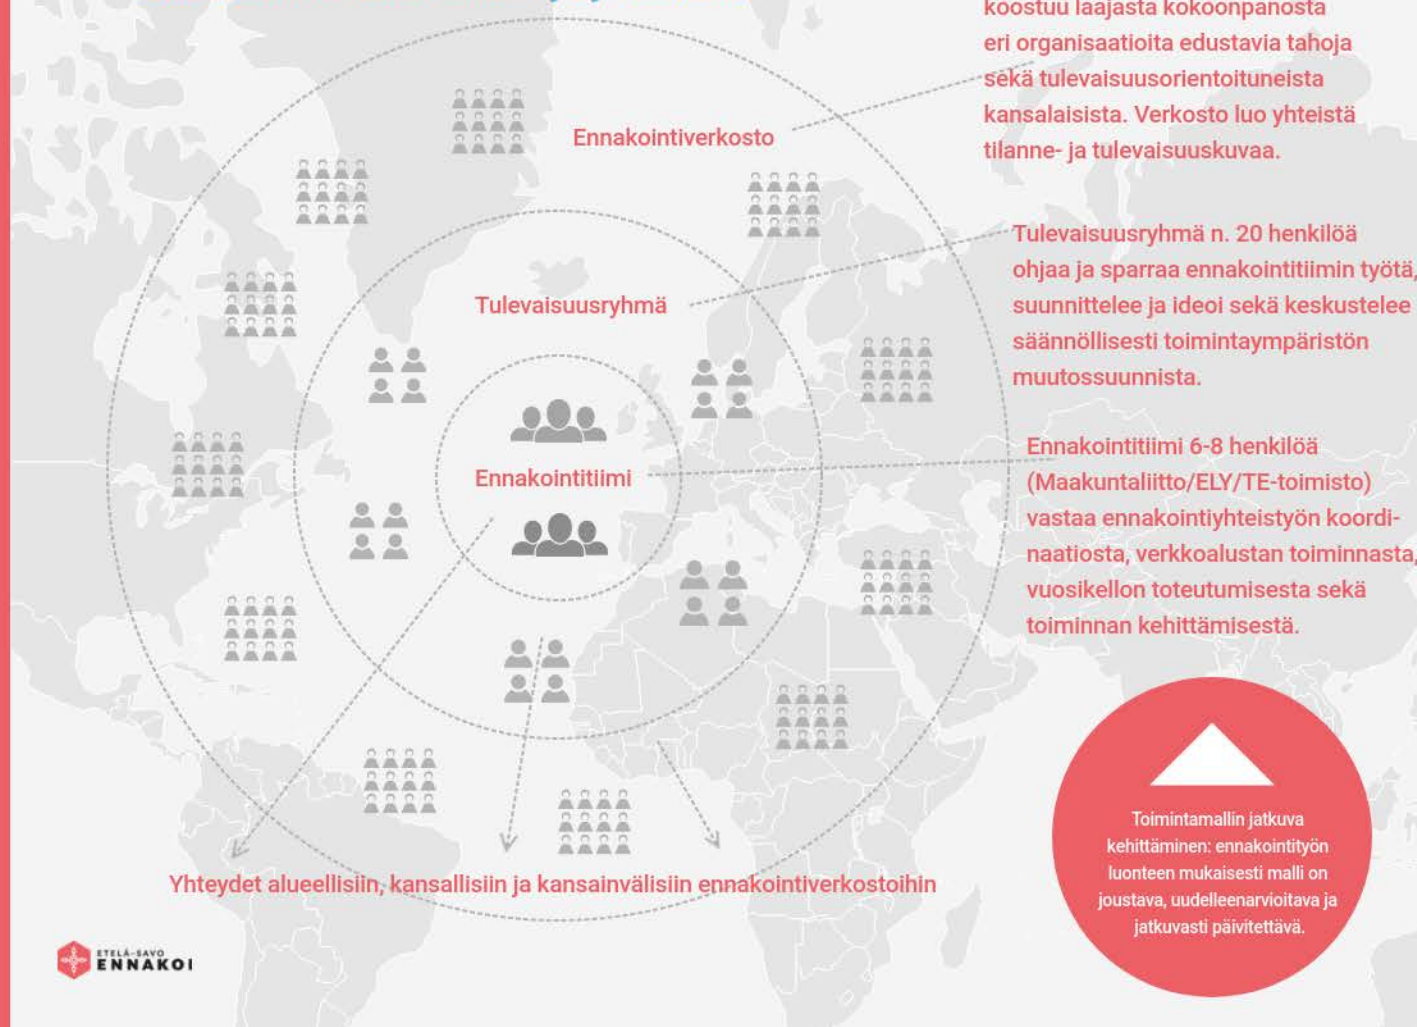 koostuu laajasta kokoonpanosta
eri organisaatioita edustavia tahoja
sekä tulevaisuusorientoituneista
kansalaisista. Verkosto luo yhteistä
tilanne- ja tulevaisuuskuvaa.
Ennakointiverkosto
Tulevaisuusryhmä n. 20 henkilöä
ohjaa ja sparraa ennakointitiimin työtä,
suunnittelee ja ideoi sekä keskustelee
säännöllisesti toimintaympäristön
muutossuunnista.
Tulevaisuusryhmä
Ennakointitiimi 6-8 henkilöä
(Maakuntaliitto/ELY/TE-toimisto)
vastaa ennakointiyhteistyön koordi-
naatiosta, verkkoalustan toiminnasta,
vuosikellon toteutumisesta sekä
toiminnan kehittämisestä.
Ennakointitiimi
Toimintamallin jatkuva
kehittäminen: ennakointityön
luonteen mukaisesti malli on
joustava, uudelleenarvioitava ja
jatkuvasti päivitettävä.
Yhteydet alueellisiin, kansallisiin ja kansainvälisiin ennakointiverkostoihin
ETELÄ-SAVO
ENNAKOI